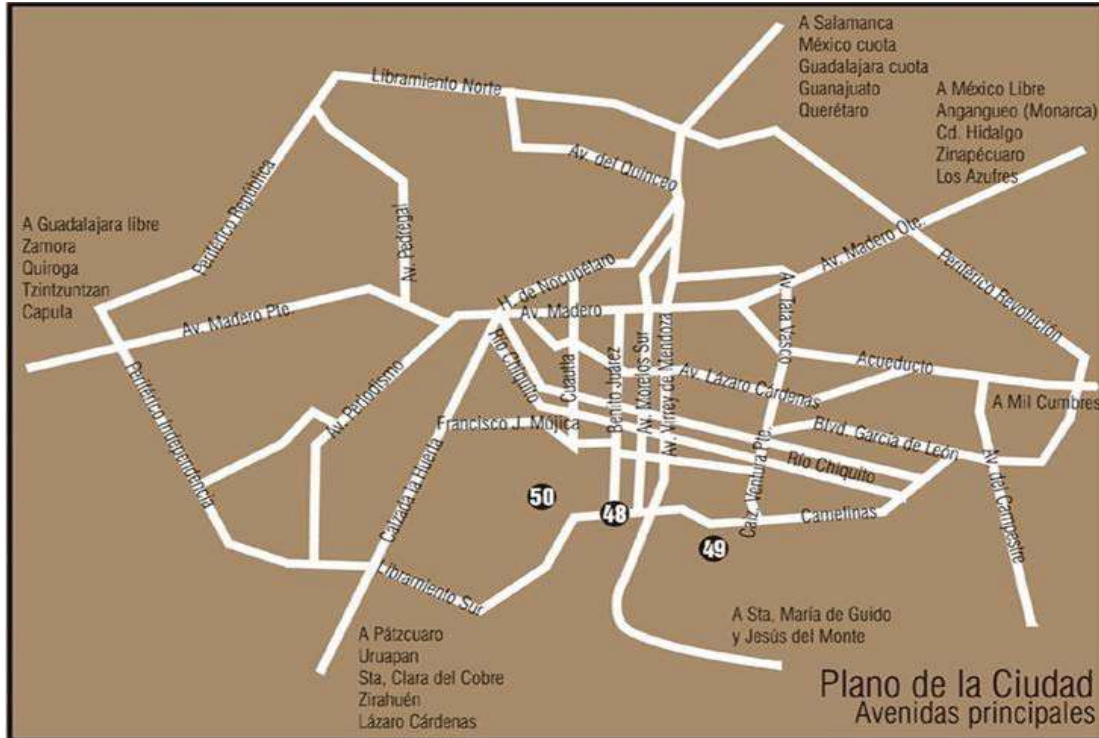 A Salamanca
México cuota
Guadalajara cuota
Guanajuato
Querétaro
A México Libre
Angangueo (Monarca)
Cd. Hidalgo
Zinapécuaro
Los Azufres
Libramiento Norte
Av. del Quinceo
Periférico República
Av. Pedregal
A Guadalajara libre
Zamora
Quiroga
Tzintzuntzan
Capula
Av. Madero Pte.
H. de Nocupétaro
Av. Madero
Av. Madero Ote.
Periférico Revolución
Av. Tata Vasco
Acueducto
A Mil Cumbres
Periférico Independencia
Av. Periodismo
Río Chiquito
Cuautla
Benito Juárez
Av. Morelos Sur
Av. Virrey de Mendoza
Av. Lázaro Cárdenas
Francisco J. Mújica
Blvd. García de León
Río Chiquito
Calz. Ventura Pte.
Calzada la Huerta
Camelinas
Av. del Campestre
50
48
49
Libramiento Sur
A Pátzcuaro
Uruapan
Sta, Clara del Cobre
Zirahuén
Lázaro Cárdenas
A Sta, María de Guido
y Jesús del Monte
Plano de la Ciudad
Avenidas principales